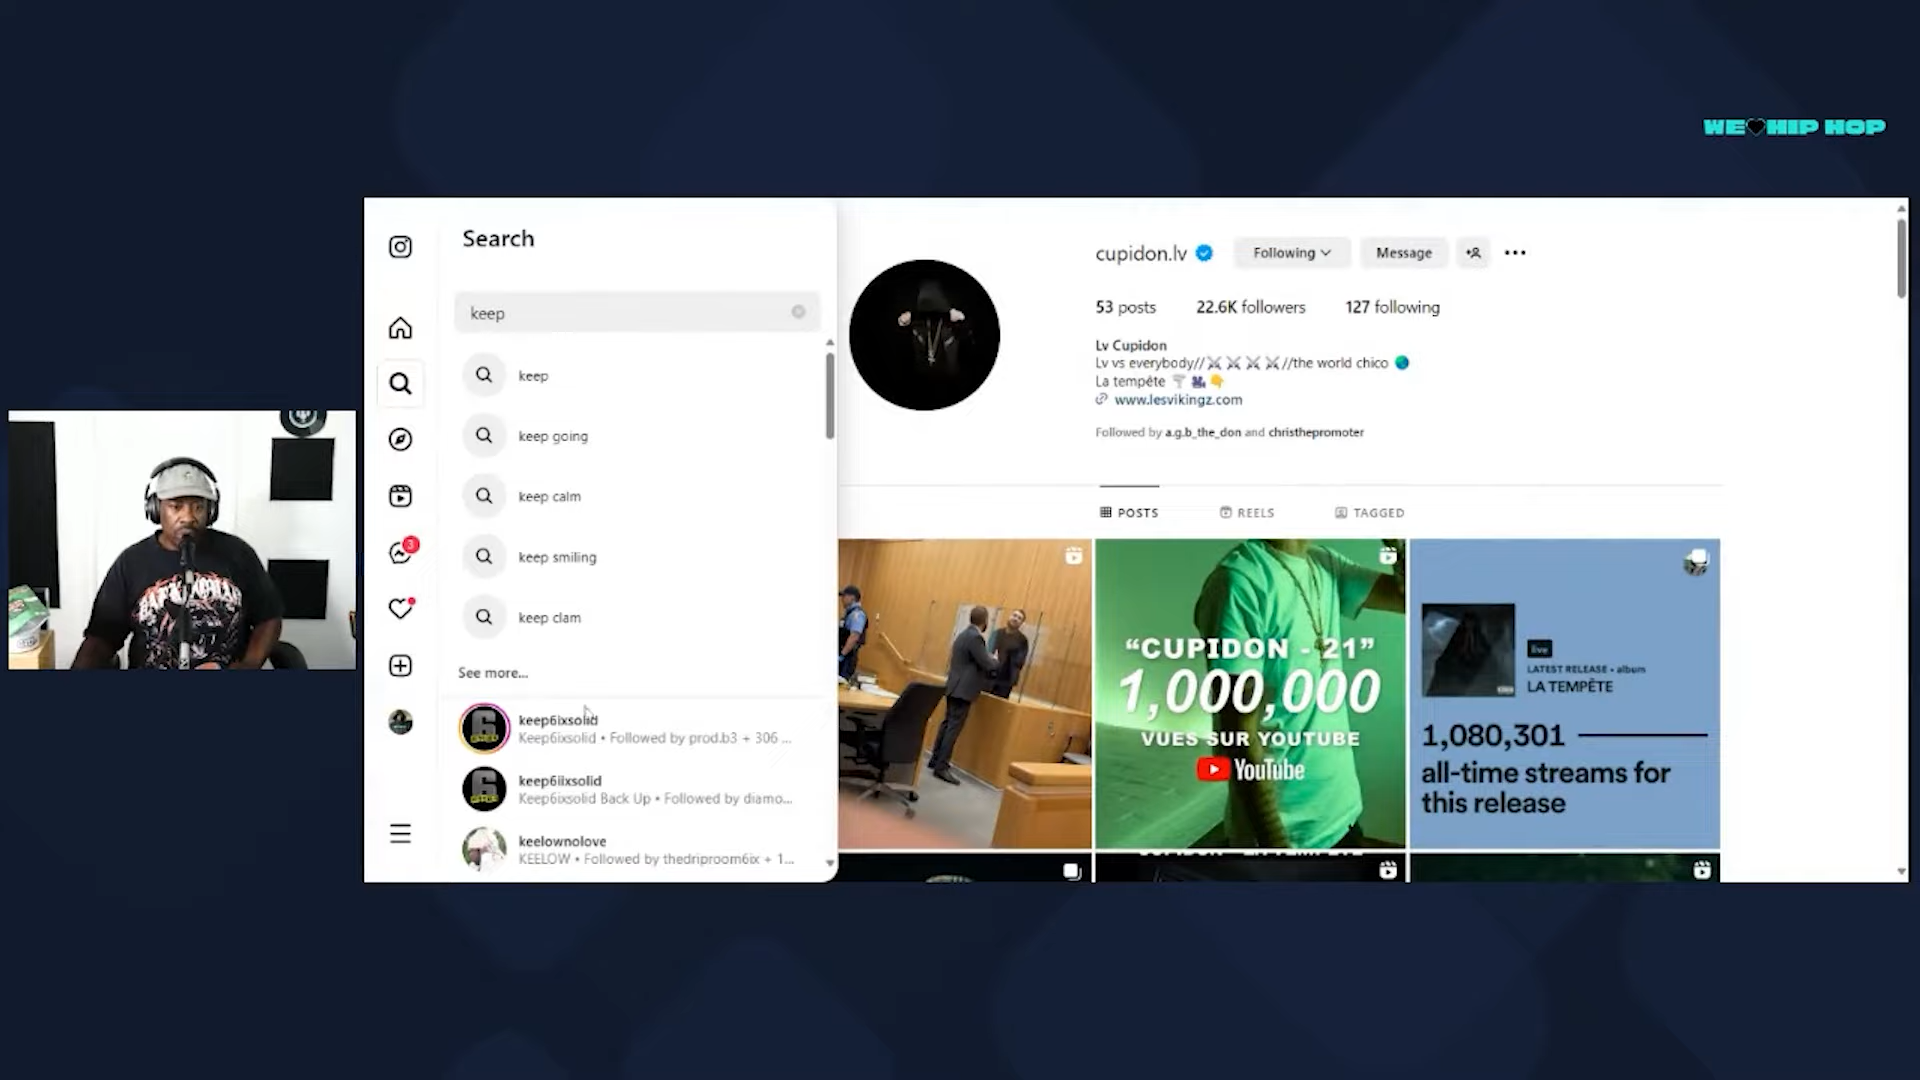 WE HIP HOP
Search
keep
keep
keep going
keep calm
keep smiling
keep clam
See more...
keep6ixsolid
Keep6ixsolid • Followed by prod.b3 + 306 ...
keep6iixsolid
Keep6ixsolid Back Up • Followed by diamo...
keelownolove
KEELOW • Followed by thedriproom6ix + 1...
3
cupidon.lv
Following
Message
53 posts 22.6K followers 127 following
Lv Cupidon
Lv vs everybody//⚔⚔⚔⚔//the world chico 🌏
La tempête 🌪 🎥 👇
www.lesvikingz.com
Followed by a.g.b_the_don and christhepromoter
POSTS REELS TAGGED
“CUPIDON - 21”
1,000,000
VUES SUR YOUTUBE
YouTube
live
LATEST RELEASE • album
LA TEMPÊTE
1,080,301
all-time streams for
this release